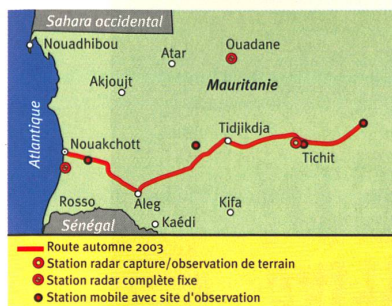 Sahara occidental
Nouadhibou
Ouadane
Atar
Akjoujt
Mauritanie
Atlantique
Nouakchott
Tidjikdja
Tichit
Rosso
Aleg
Kifa
Sénégal
Kaédi
Route automne 2003
Station radar capture/observation de terrain
Station radar complète fixe
Station mobile avec site d'observation